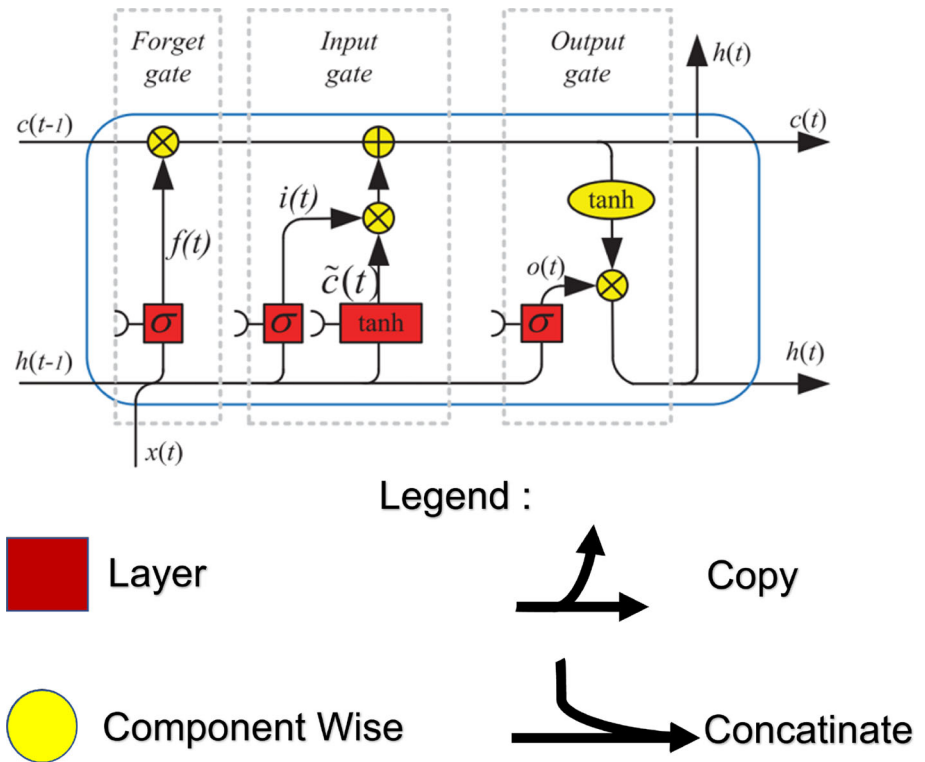 Forget
gate
Input
gate
Output
gate
h(t)
c(t-1)
c(t)
f(t)
i(t)
c̃(t)
tanh
o(t)
σ
σ
tanh
σ
h(t-1)
h(t)
x(t)
Legend :
Layer
Copy
Component Wise
Concatinate